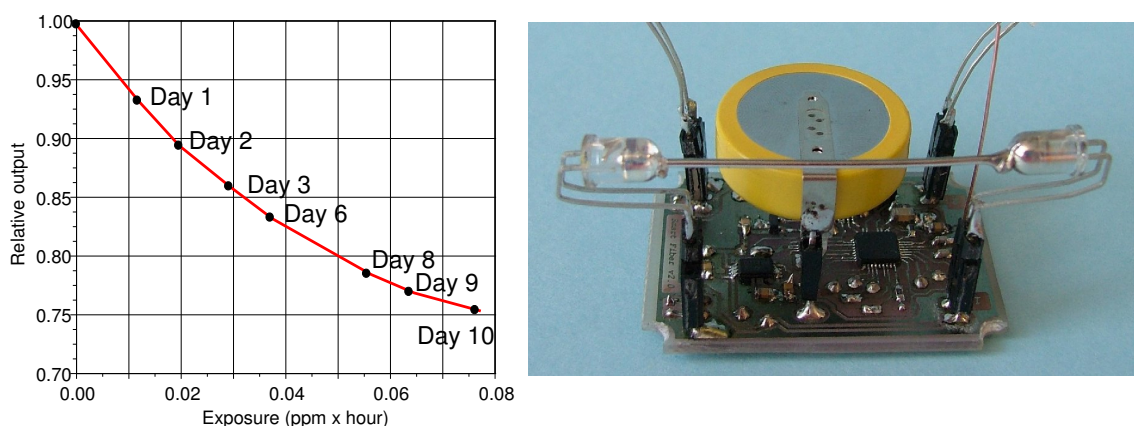 1.00
0.95
0.90
0.85
0.80
0.75
0.70
Relative output
Day 1
Day 2
Day 3
Day 6
Day 8
Day 9
Day 10
0.00
0.02
0.04
0.06
0.08
Exposure (ppm x hour)